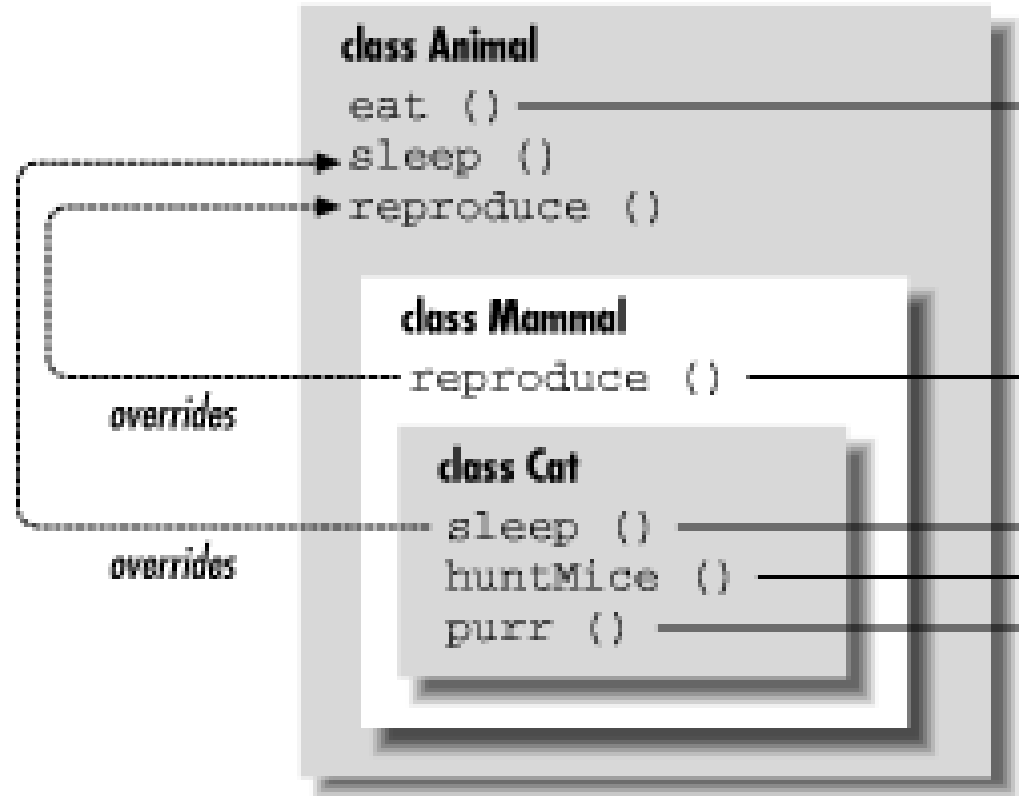 class Animal
eat ()
sleep ()
reproduce ()
class Mammal
reproduce ()
overrides
class Cat
sleep ()
overrides
huntMice ()
purr ()